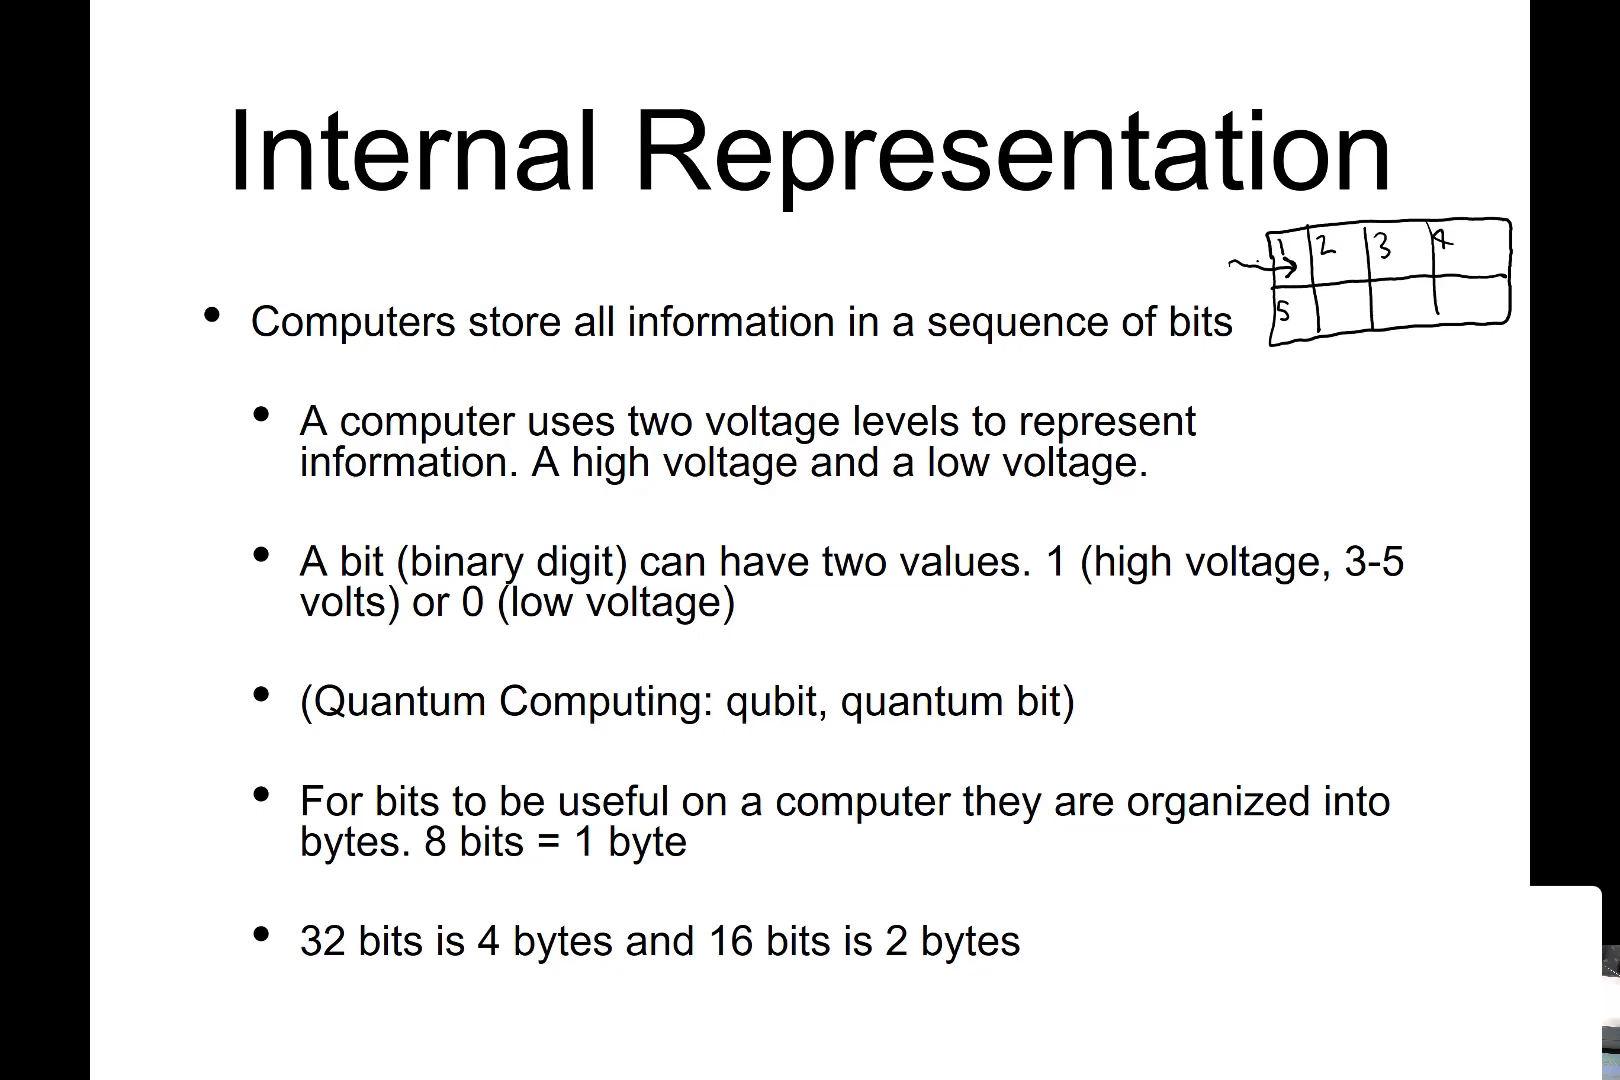 Internal Representation
1 2 3 4
5
• Computers store all information in a sequence of bits
• A computer uses two voltage levels to represent
information. A high voltage and a low voltage.
• A bit (binary digit) can have two values. 1 (high voltage, 3-5
volts) or 0 (low voltage)
• (Quantum Computing: qubit, quantum bit)
• For bits to be useful on a computer they are organized into
bytes. 8 bits = 1 byte
• 32 bits is 4 bytes and 16 bits is 2 bytes